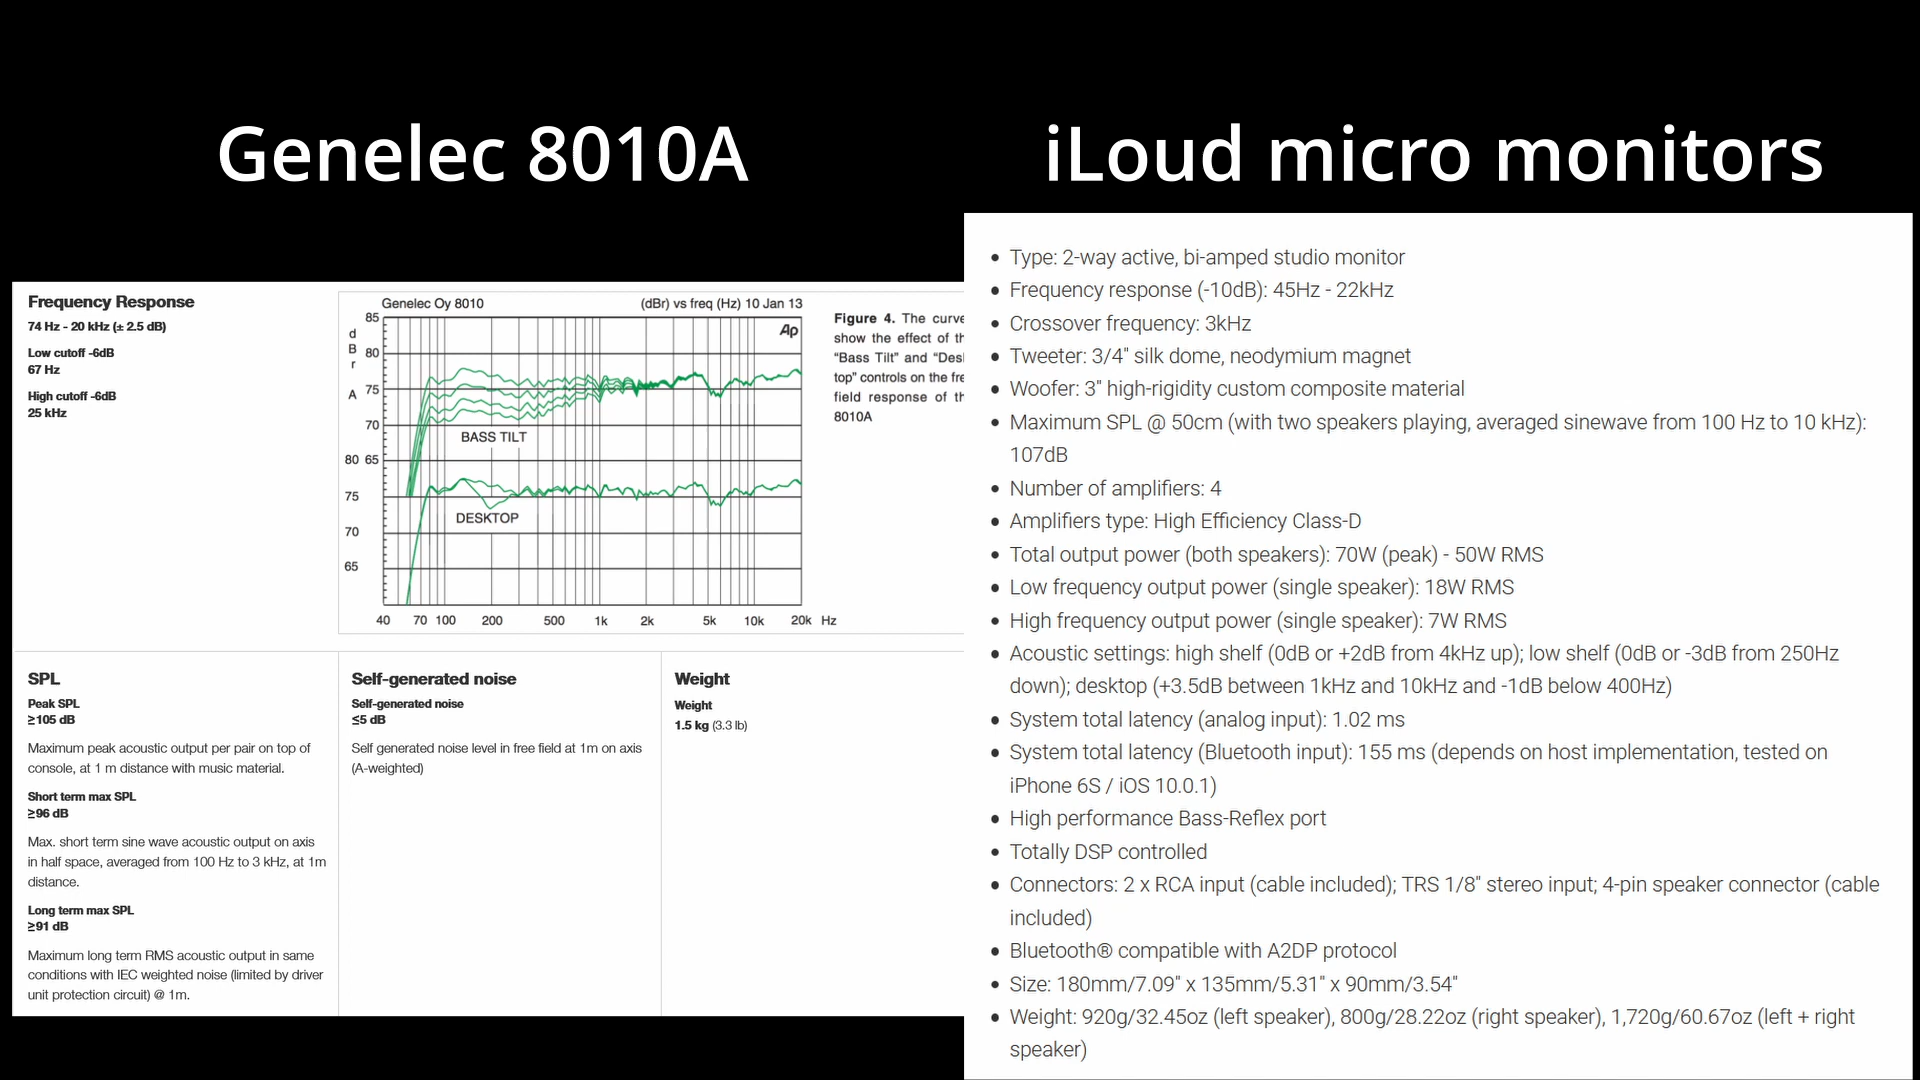 Genelec 8010A
Frequency Response
74 Hz - 20 kHz (± 2.5 dB)
Low cutoff -6dB
67 Hz
High cutoff -6dB
25 kHz
Genelec Oy 8010 (dBr) vs freq (Hz) 10 Jan 13
Ap
d
B
r
A
85
80
75
70
80 65
75
70
65
BASS TILT
DESKTOP
40 70 100 200 500 1k 2k 5k 10k 20k Hz
Figure 4. The curve
show the effect of th
“Bass Tilt” and “Desk
top” controls on the fre
field response of th
8010A
SPL
Peak SPL
≥105 dB
Maximum peak acoustic output per pair on top of
console, at 1 m distance with music material.
Short term max SPL
≥96 dB
Max. short term sine wave acoustic output on axis
in half space, averaged from 100 Hz to 3 kHz, at 1m
distance.
Long term max SPL
≥91 dB
Maximum long term RMS acoustic output in same
conditions with IEC weighted noise (limited by driver
unit protection circuit) @ 1m.
Self-generated noise
Self-generated noise
≤5 dB
Self generated noise level in free field at 1m on axis
(A-weighted)
Weight
Weight
1.5 kg (3.3 lb)
iLoud micro monitors
• Type: 2-way active, bi-amped studio monitor
• Frequency response (-10dB): 45Hz - 22kHz
• Crossover frequency: 3kHz
• Tweeter: 3/4" silk dome, neodymium magnet
• Woofer: 3" high-rigidity custom composite material
• Maximum SPL @ 50cm (with two speakers playing, averaged sinewave from 100 Hz to 10 kHz):
107dB
• Number of amplifiers: 4
• Amplifiers type: High Efficiency Class-D
• Total output power (both speakers): 70W (peak) - 50W RMS
• Low frequency output power (single speaker): 18W RMS
• High frequency output power (single speaker): 7W RMS
• Acoustic settings: high shelf (0dB or +2dB from 4kHz up); low shelf (0dB or -3dB from 250Hz
down); desktop (+3.5dB between 1kHz and 10kHz and -1dB below 400Hz)
• System total latency (analog input): 1.02 ms
• System total latency (Bluetooth input): 155 ms (depends on host implementation, tested on
iPhone 6S / iOS 10.0.1)
• High performance Bass-Reflex port
• Totally DSP controlled
• Connectors: 2 x RCA input (cable included); TRS 1/8" stereo input; 4-pin speaker connector (cable
included)
• Bluetooth® compatible with A2DP protocol
• Size: 180mm/7.09" x 135mm/5.31" x 90mm/3.54"
• Weight: 920g/32.45oz (left speaker), 800g/28.22oz (right speaker), 1,720g/60.67oz (left + right
speaker)